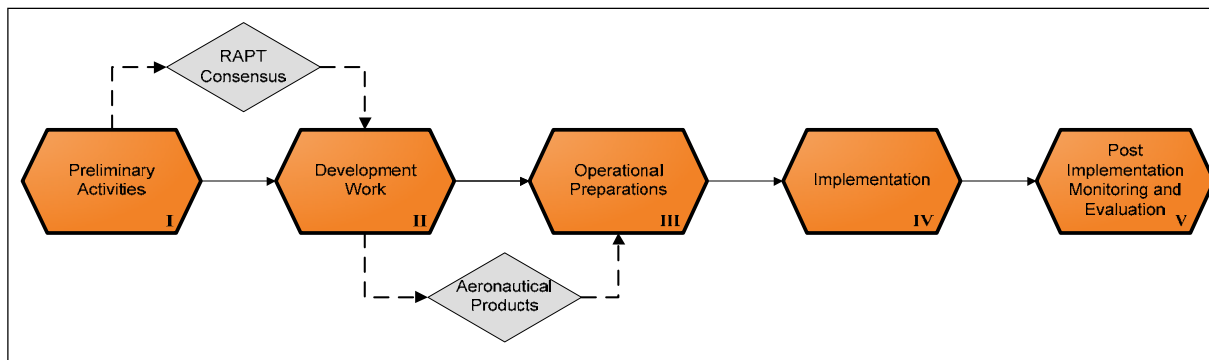 RAPT
Consensus
Preliminary
Activities
I
Development
Work
II
Operational
Preparations
III
Implementation
IV
Post
Implementation
Monitoring and
Evaluation
V
Aeronautical
Products